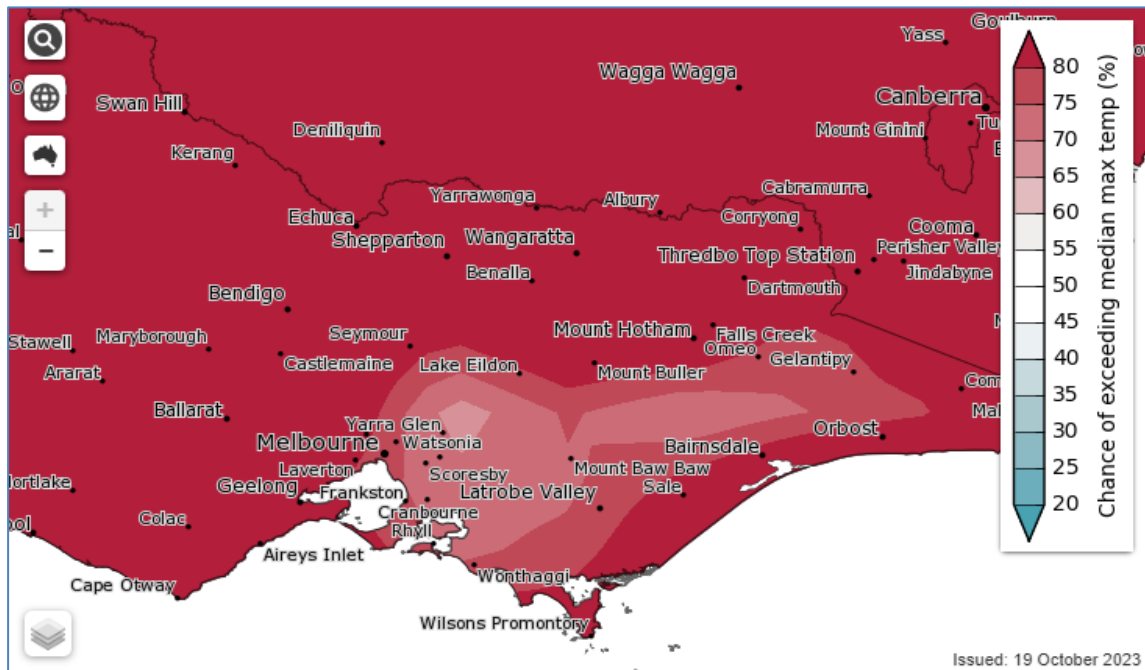 Goulburn
Yass
Wagga Wagga
Swan Hill
Canberra
Deniliquin
Mount Ginini
Kerang
Yarrawonga
Albury
Cabramurra
Echuca
Corryong
Cooma
Shepparton
Wangaratta
Perisher Valley
Thredbo Top Station
Benalla
Jindabyne
Dartmouth
Bendigo
Stawell
Maryborough
Seymour
Mount Hotham
Falls Creek
Omeo
Castlemaine
Lake Eildon
Gelantipy
Ararat
Mount Buller
Ballarat
Yarra Glen
Orbost
Melbourne
Watsonia
Bairnsdale
Laverton
Scoresby
Mount Baw Baw
Geelong
Frankston
Latrobe Valley
Sale
Colac
Cranbourne
Rhyll
Aireys Inlet
Wonthaggi
Cape Otway
Wilsons Promontory
80
75
70
65
60
55
50
45
40
35
30
25
20
Chance of exceeding median max temp (%)
Issued: 19 October 2023